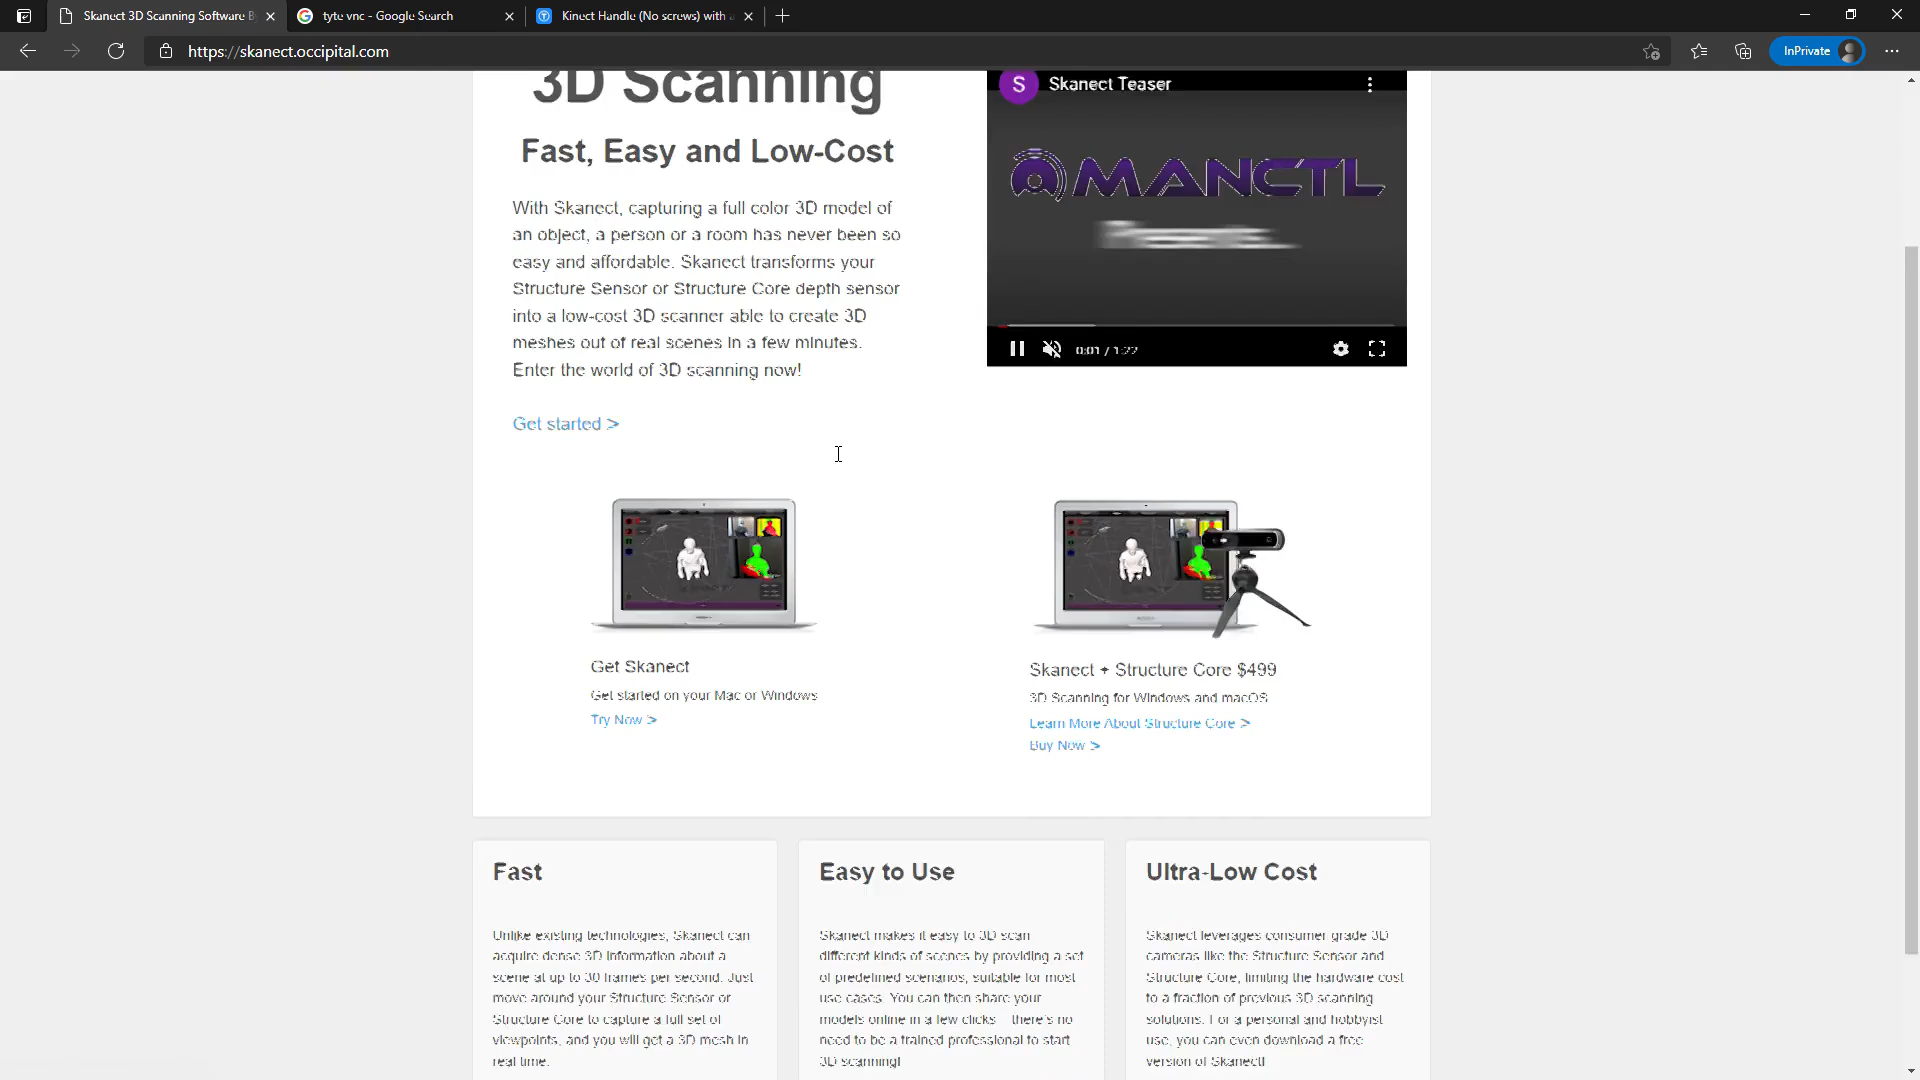 Skanect 3D Scanning Software B
tyte vnc - Google Search
Kinect Handle (No screws) with a
https://skanect.occipital.com
InPrivate
3D Scanning
Fast, Easy and Low-Cost
With Skanect, capturing a full color 3D model of
an object, a person or a room has never been so
easy and affordable. Skanect transforms your
Structure Sensor or Structure Core depth sensor
into a low-cost 3D scanner able to create 3D
meshes out of real scenes in a few minutes.
Enter the world of 3D scanning now!
Get started >
S
Skanect Teaser
MANCTL
0:01 / 1:22
Get Skanect
Get started on your Mac or Windows
Try Now >
Skanect + Structure Core $499
3D Scanning for Windows and macOS
Learn More About Structure Core >
Buy Now >
Fast
Unlike existing technologies, Skanect can
acquire dense 3D information about a
scene at up to 30 frames per second. Just
move around your Structure Sensor or
Structure Core to capture a full set of
viewpoints, and you will get a 3D mesh in
real time.
Easy to Use
Skanect makes it easy to 3D scan
different kinds of scenes by providing a set
of predefined scenarios, suitable for most
use cases. You can then share your
models online in a few clicks – there's no
need to be a trained professional to start
3D scanning!
Ultra-Low Cost
Skanect leverages consumer grade 3D
cameras like the Structure Sensor and
Structure Core, limiting the hardware cost
to a fraction of previous 3D scanning
solutions. For a personal and hobbyist
use, you can even download a free
version of Skanect!